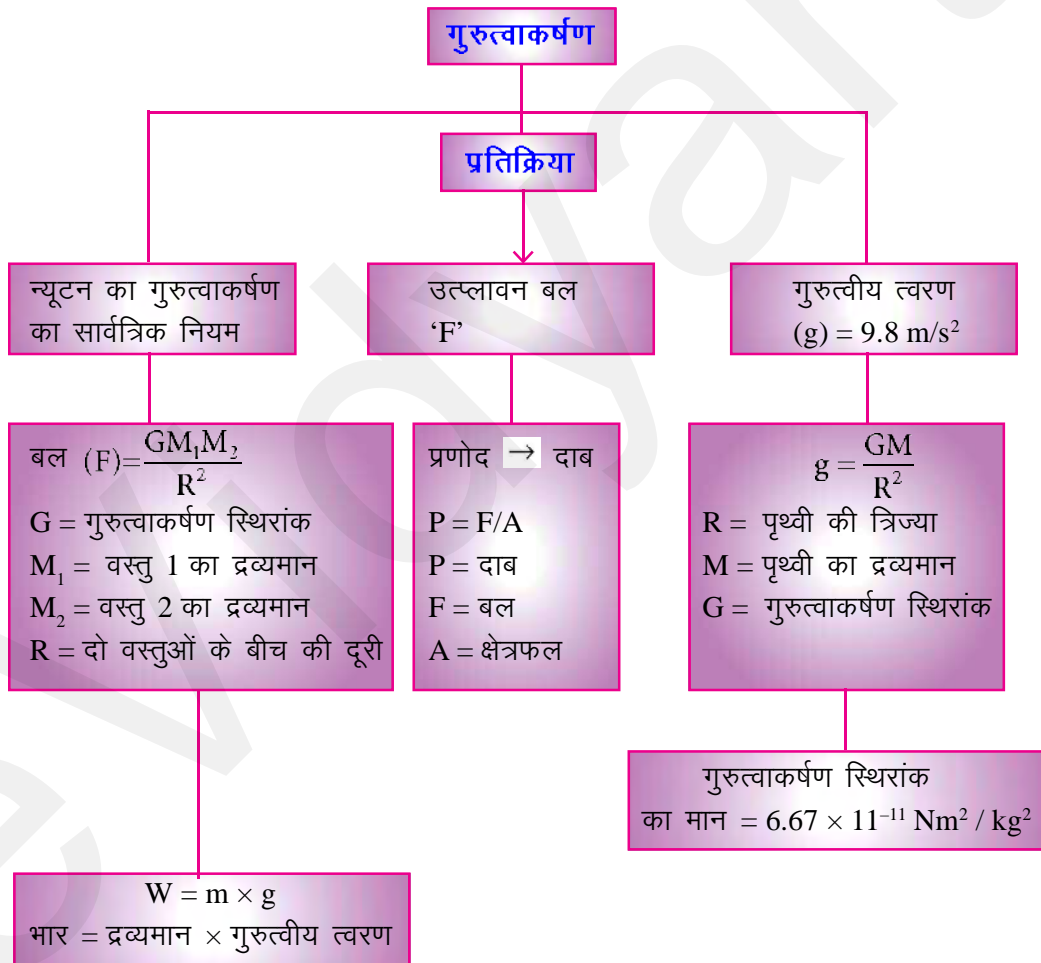 गुरुत्वाकर्षण
प्रतिक्रिया
न्यूटन का गुरुत्वाकर्षण
का सार्वत्रिक नियम
उत्प्लावन बल
‘F’
गुरुत्वीय त्वरण
(g) = 9.8 m/s²
बल (F)=GM₁M₂/R²
G = गुरुत्वाकर्षण स्थिरांक
M₁ = वस्तु 1 का द्रव्यमान
M₂ = वस्तु 2 का द्रव्यमान
R = दो वस्तुओं के बीच की दूरी
प्रणोद → दाब
P = F/A
P = दाब
F = बल
A = क्षेत्रफल
g = GM/R²
R = पृथ्वी की त्रिज्या
M = पृथ्वी का द्रव्यमान
G = गुरुत्वाकर्षण स्थिरांक
गुरुत्वाकर्षण स्थिरांक
का मान = 6.67 × 11⁻¹¹ Nm² / kg²
W = m × g
भार = द्रव्यमान × गुरुत्वीय त्वरण